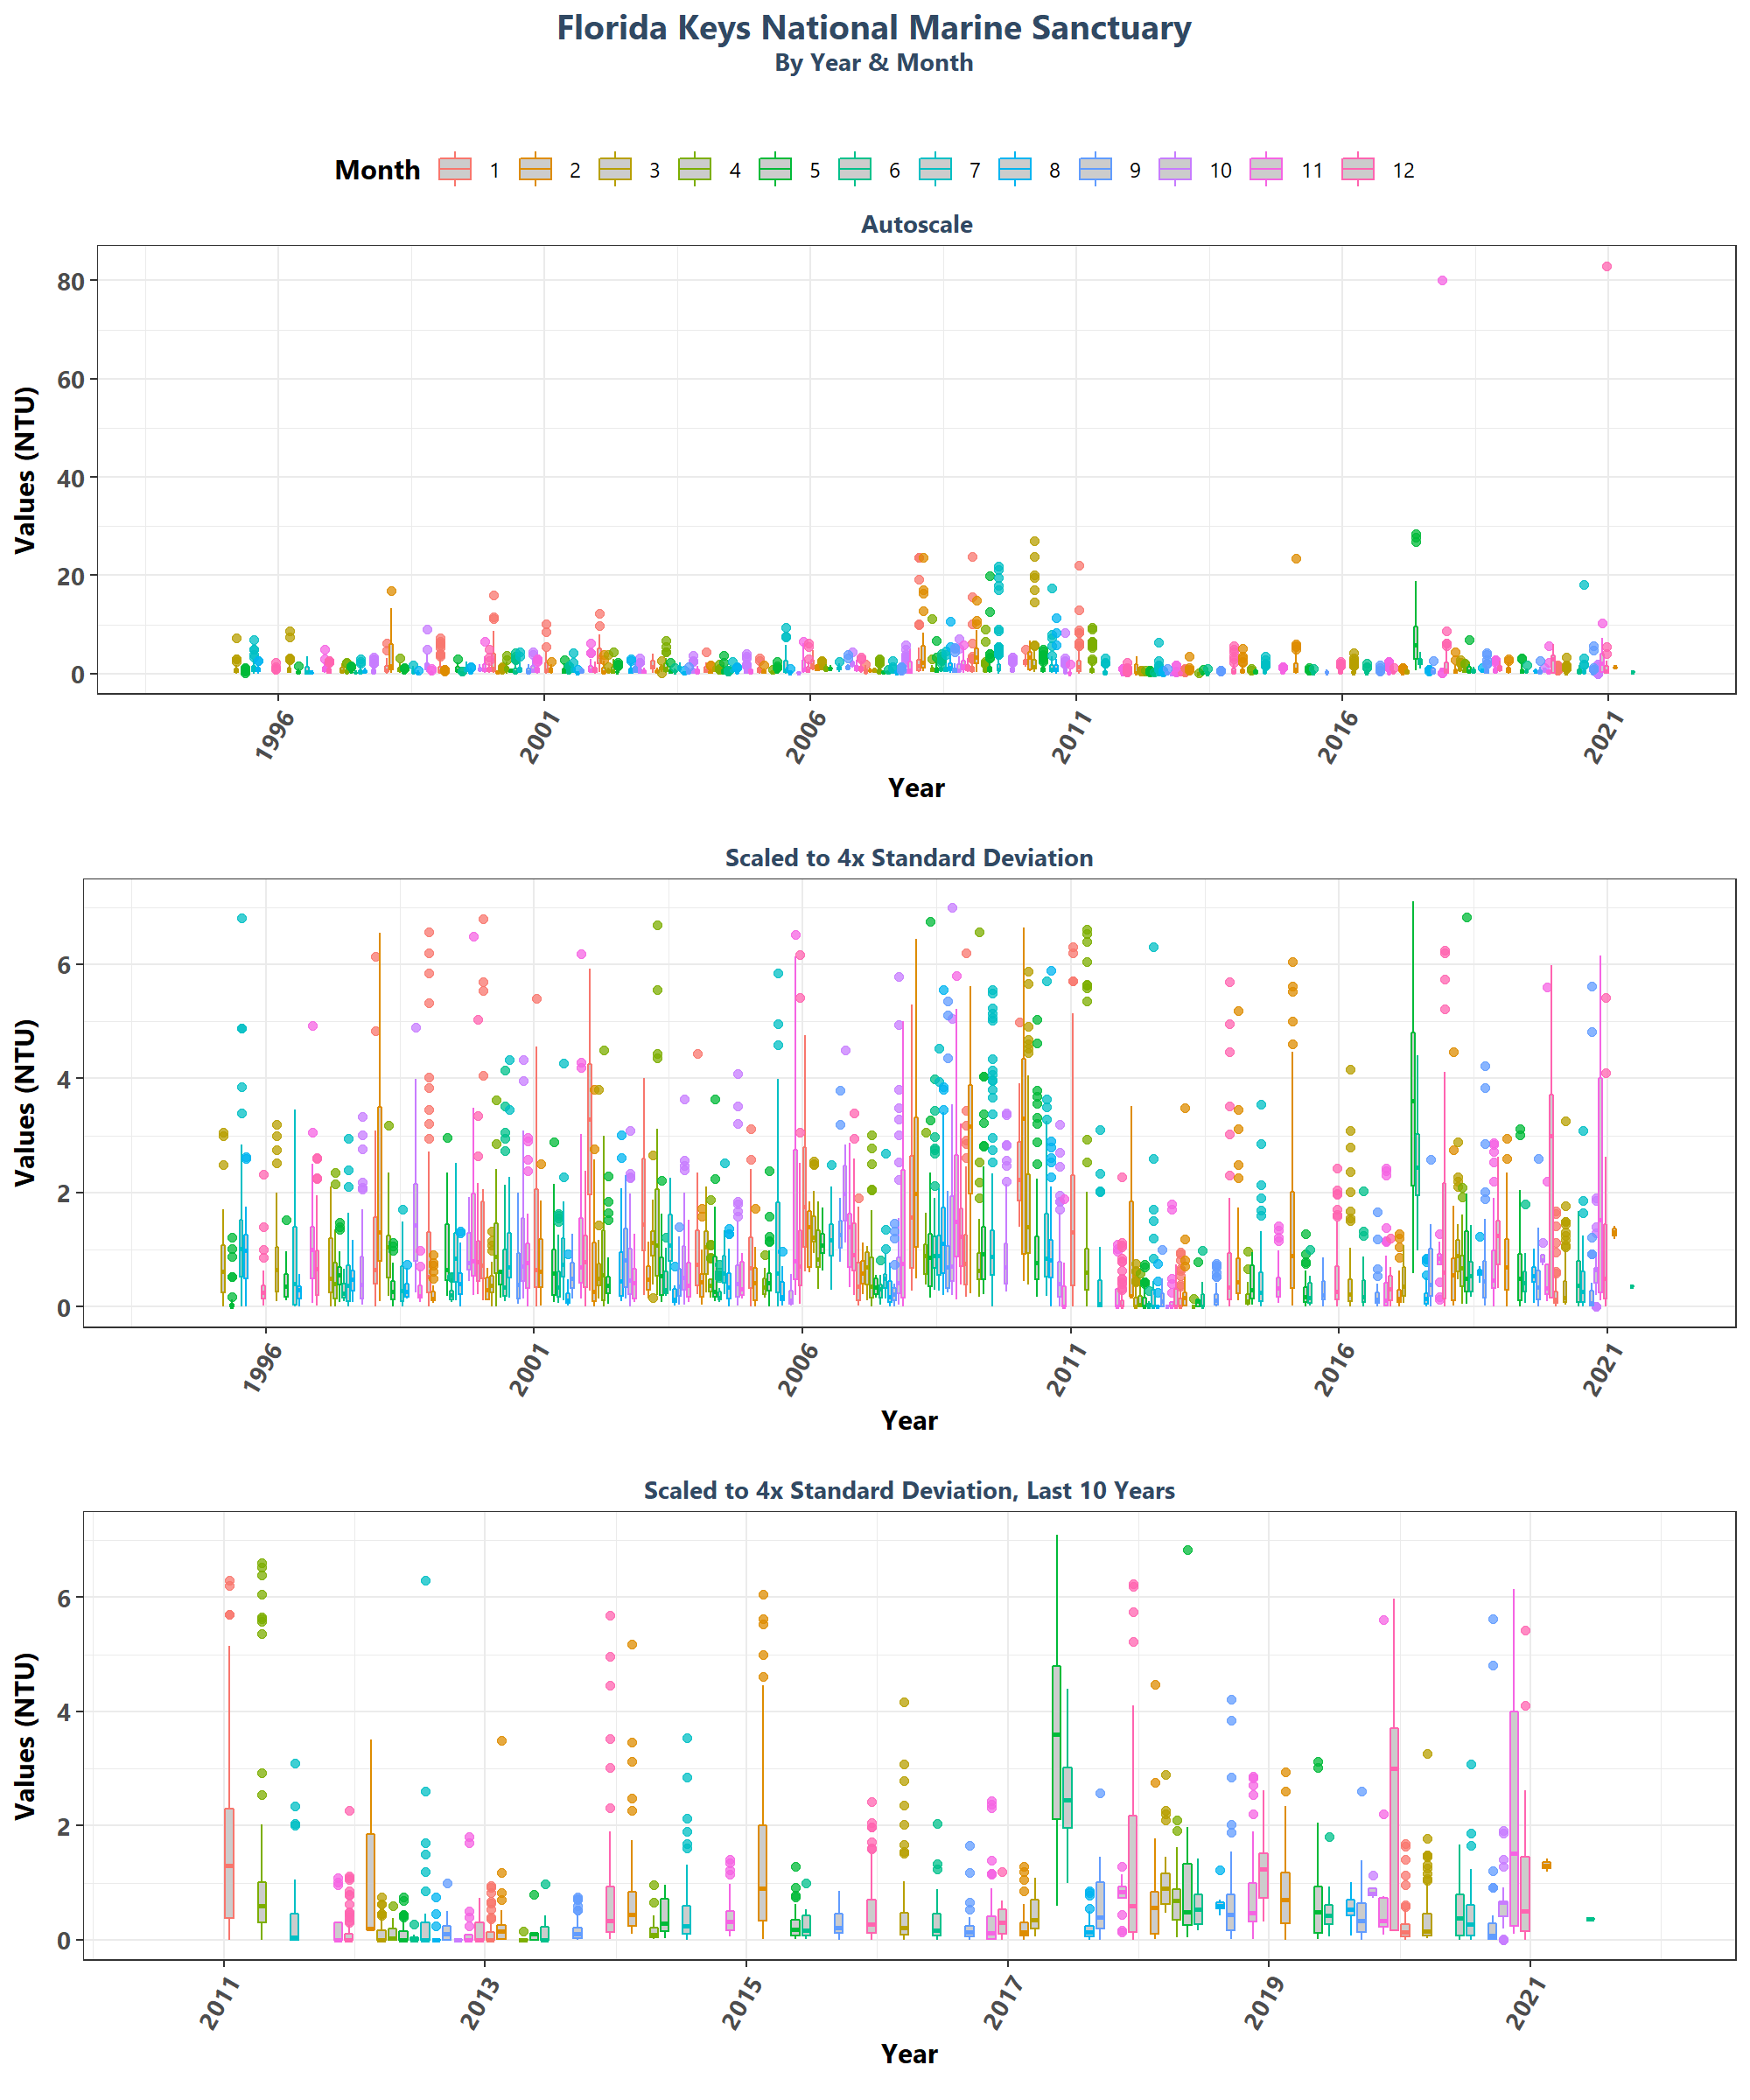 Florida Keys National Marine Sanctuary
By Year & Month
Month 1 2 3 4 5 6 7 8 9 10 11 12
Autoscale
Values (NTU)
80
60
40
20
0
1996 2001 2006 2011 2016 2021
Year
Scaled to 4x Standard Deviation
Values (NTU)
6
4
2
0
1996 2001 2006 2011 2016 2021
Year
Scaled to 4x Standard Deviation, Last 10 Years
Values (NTU)
6
4
2
0
2011 2013 2015 2017 2019 2021
Year